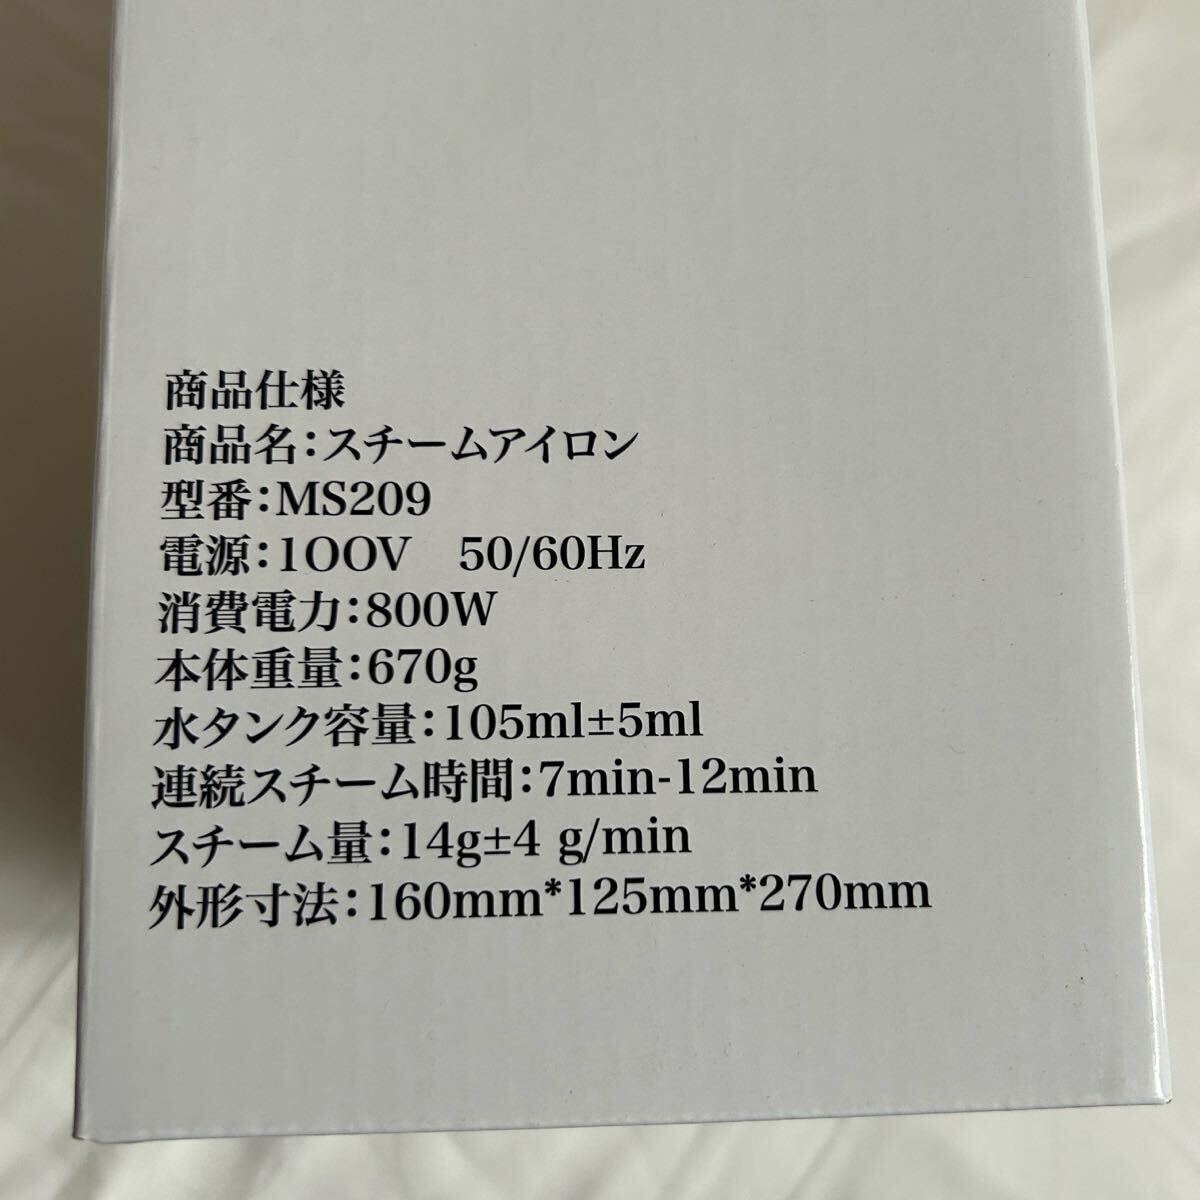 商品仕様
商品名：スチームアイロン
型番：MS209
電源：100V　50/60Hz
消費電力：800W
本体重量：670g
水タンク容量：105ml±5ml
連続スチーム時間：7min-12min
スチーム量：14g±4 g/min
外形寸法：160mm*125mm*270mm